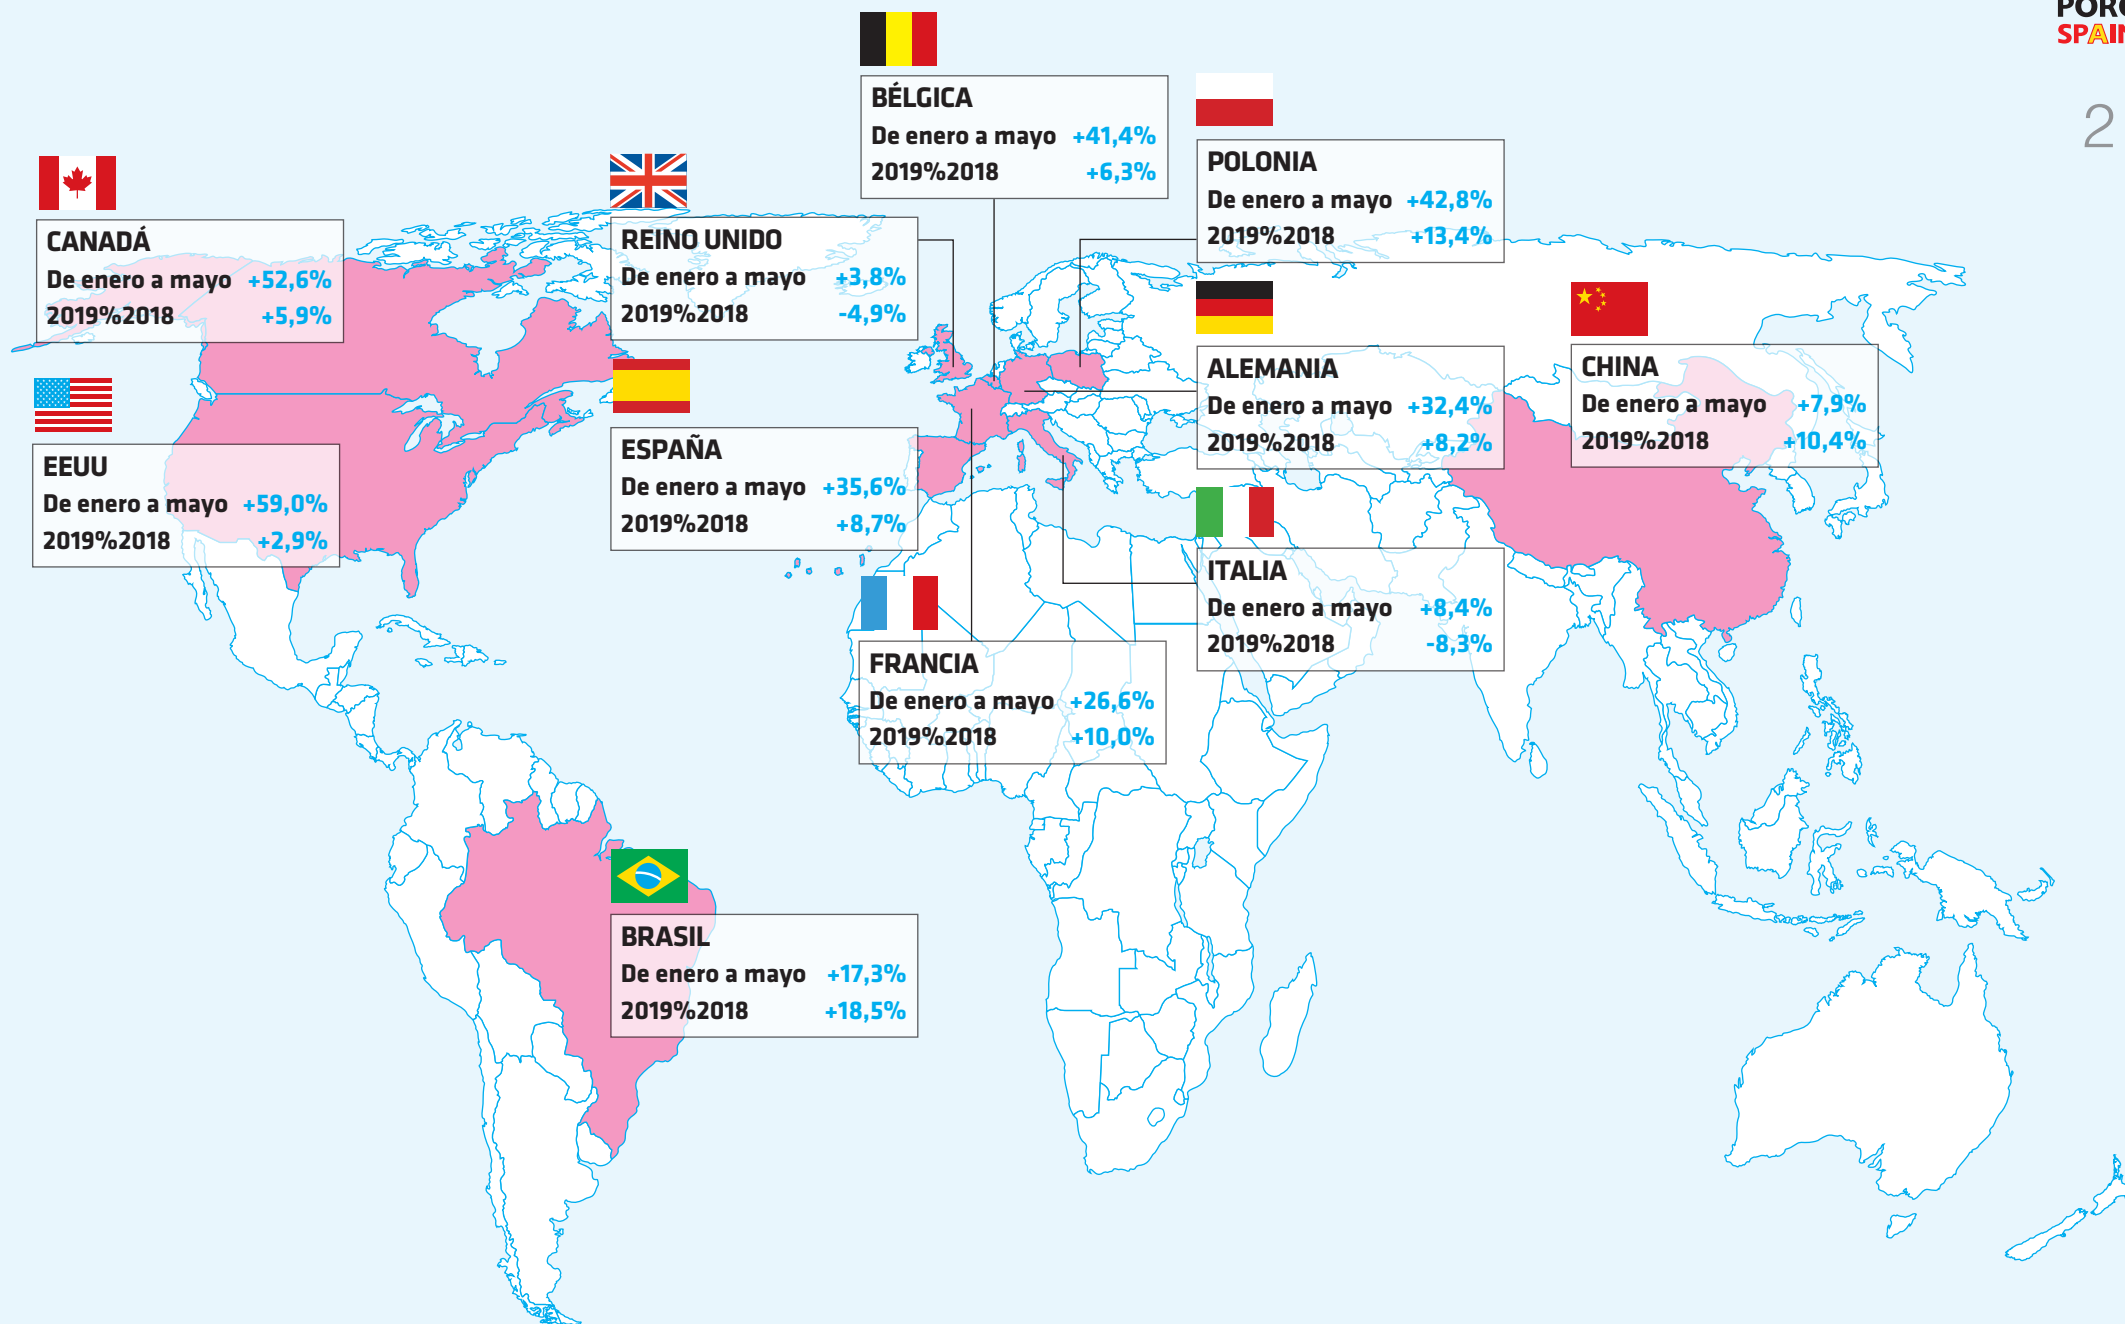 SPAIN
2
BÉLGICA
De enero a mayo +41,4%
2019%2018 +6,3%
POLONIA
De enero a mayo +42,8%
2019%2018 +13,4%
CANADÁ
De enero a mayo +52,6%
2019%2018 +5,9%
REINO UNIDO
De enero a mayo +3,8%
2019%2018 -4,9%
ALEMANIA
De enero a mayo +32,4%
2019%2018 +8,2%
CHINA
De enero a mayo +7,9%
2019%2018 +10,4%
EEUU
De enero a mayo +59,0%
2019%2018 +2,9%
ESPAÑA
De enero a mayo +35,6%
2019%2018 +8,7%
ITALIA
De enero a mayo +8,4%
2019%2018 -8,3%
FRANCIA
De enero a mayo +26,6%
2019%2018 +10,0%
BRASIL
De enero a mayo +17,3%
2019%2018 +18,5%